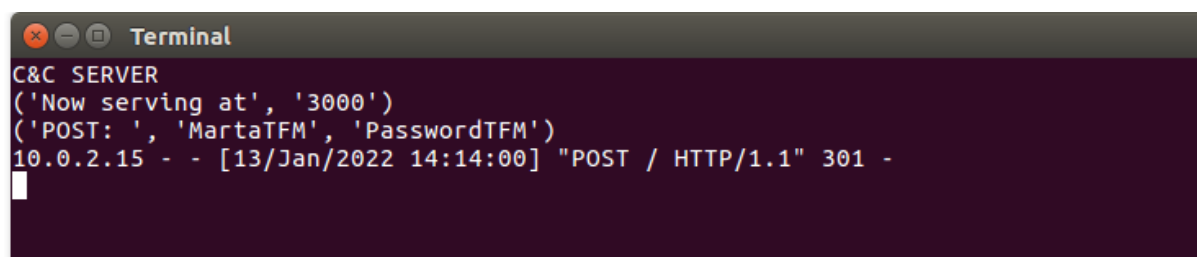 Terminal
C&C SERVER
('Now serving at', '3000')
('POST: ', 'MartaTFM', 'PasswordTFM')
10.0.2.15 - - [13/Jan/2022 14:14:00] "POST / HTTP/1.1" 301 -